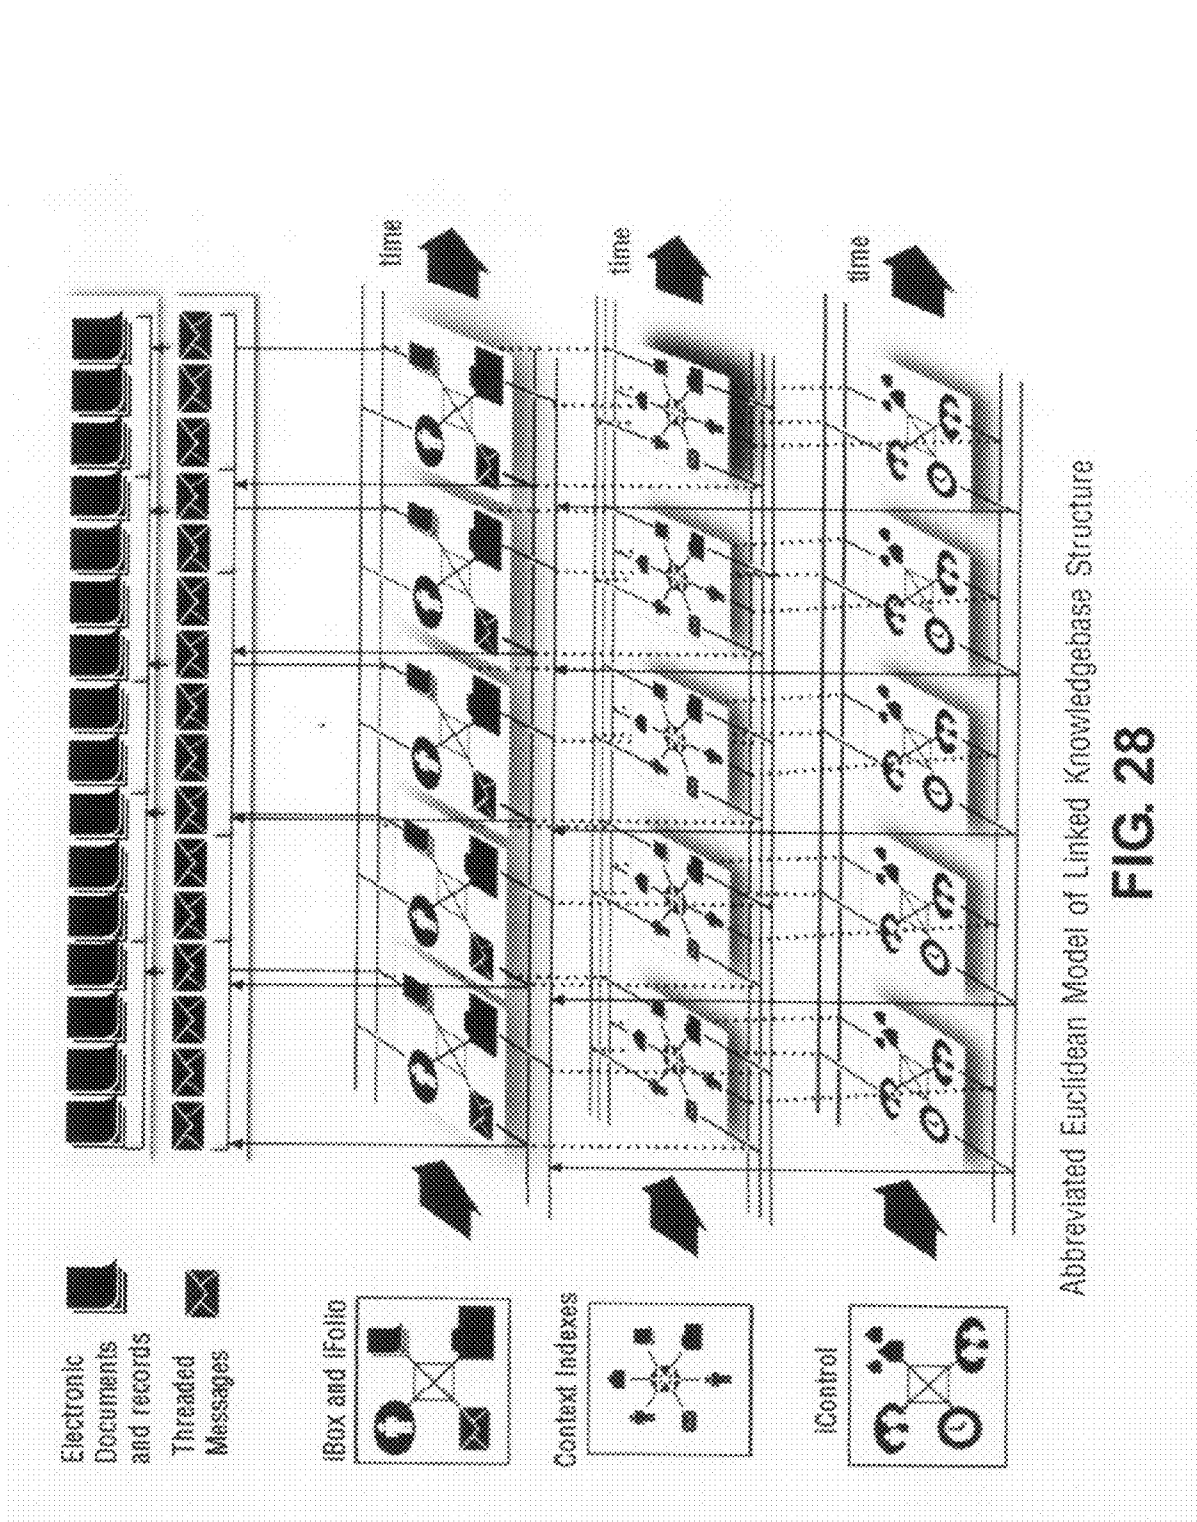 Electronic
Documents
and records
Threaded
Messages
iBox and iFolio
time
Context Indexes
time
iControl
time
Abbreviated Euclidean Model of Linked Knowledgebase Structure
FIG. 28